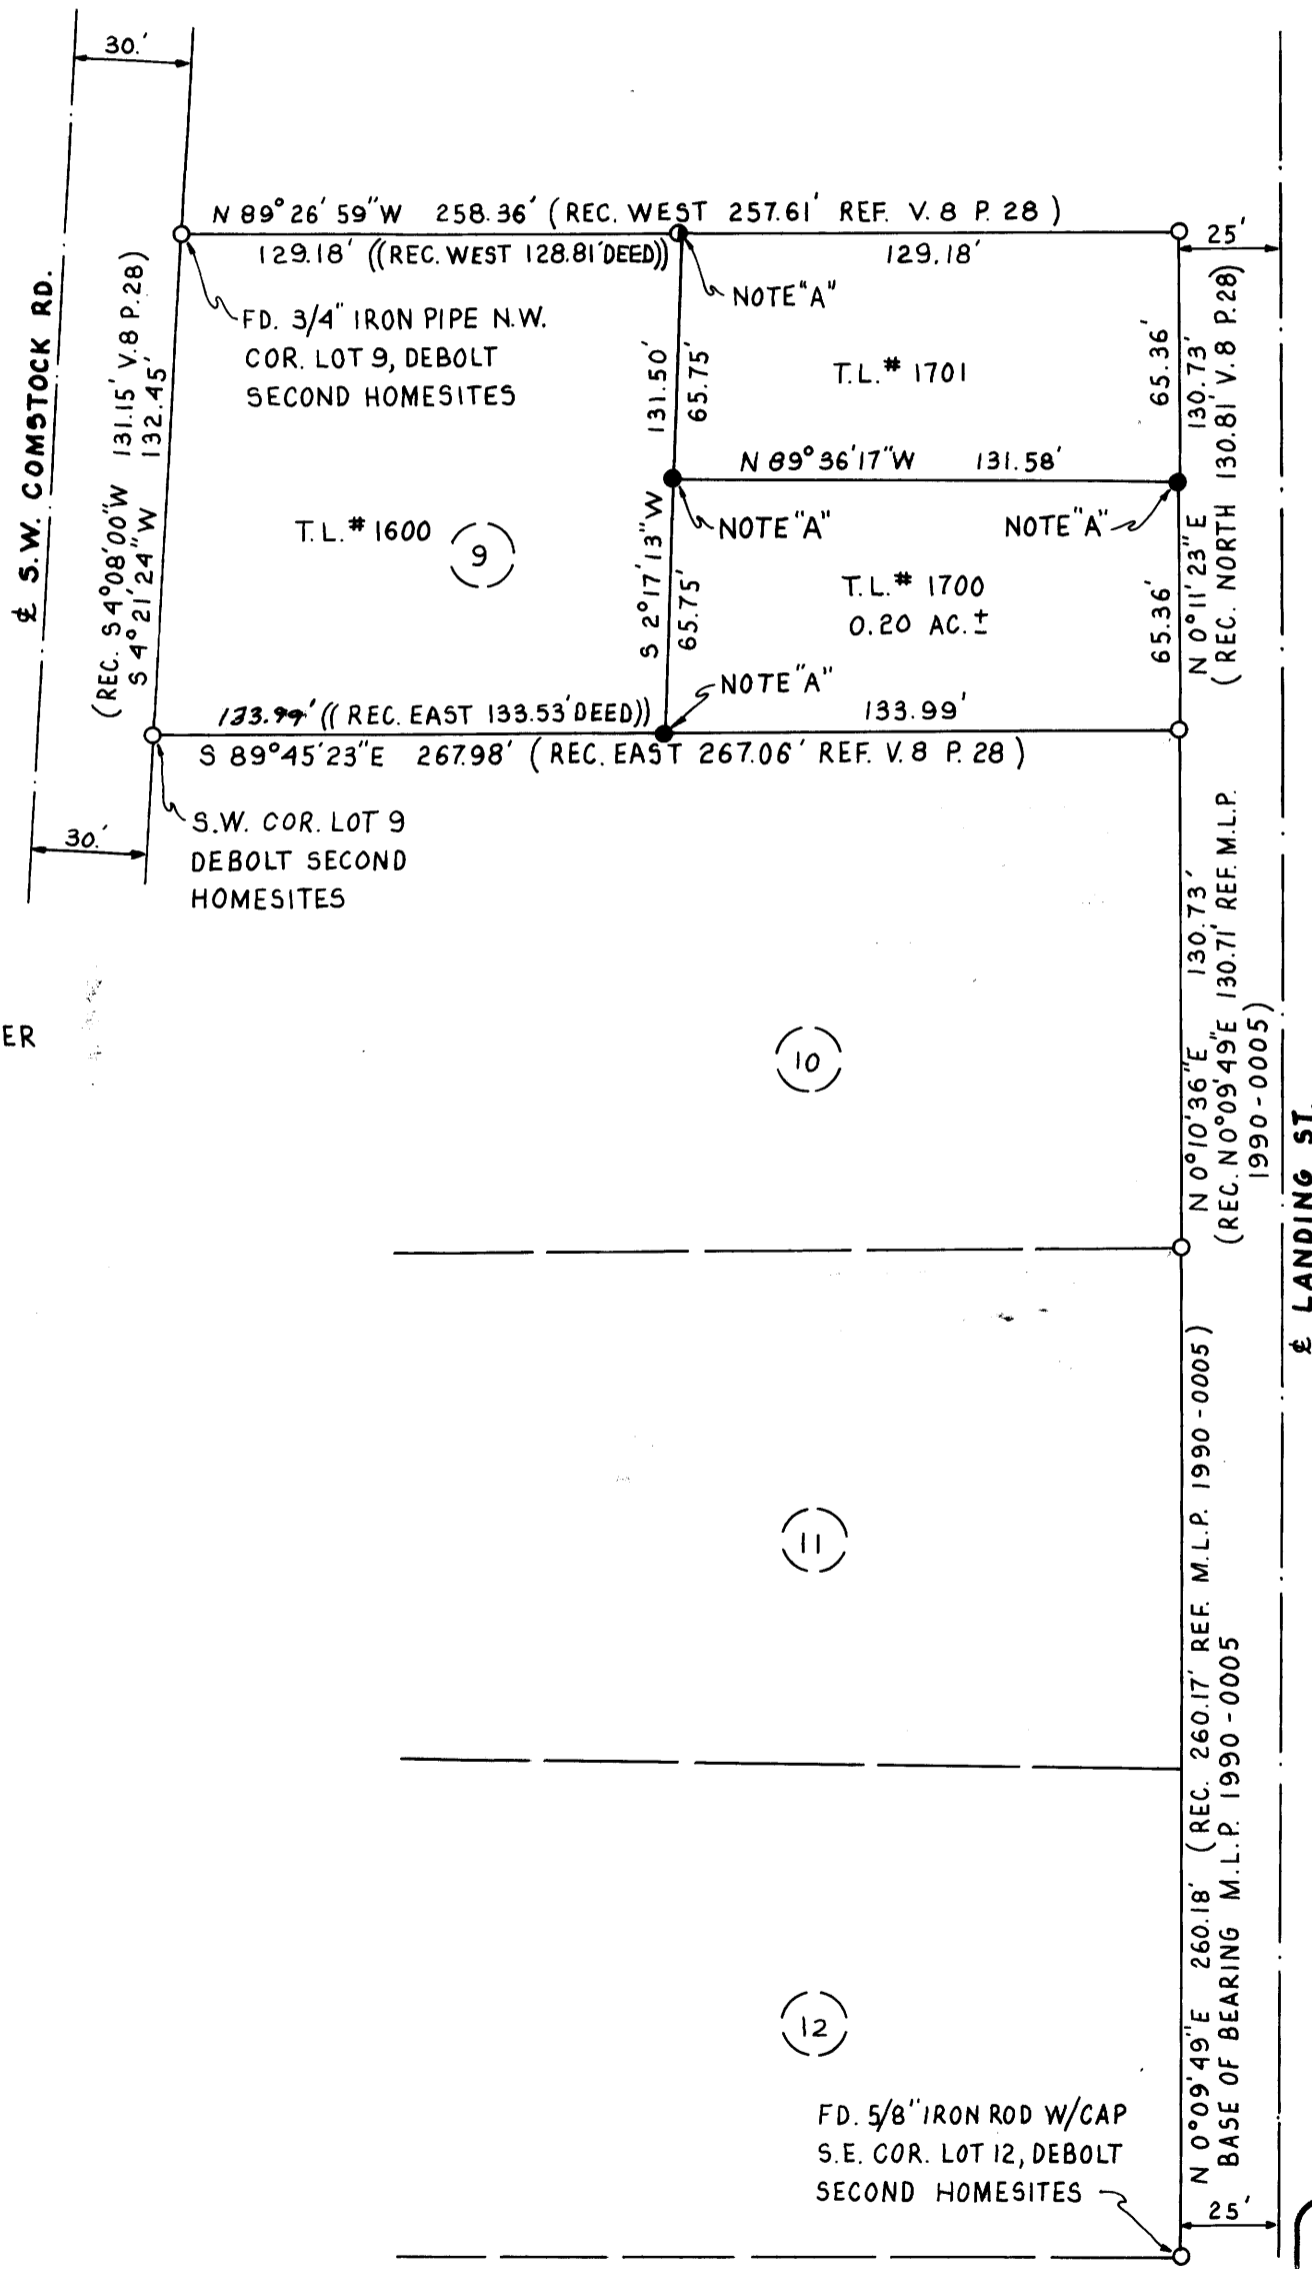 30.'
N 89° 26' 59"W 258.36' (REC. WEST 257.61' REF. V. 8 P. 28)
129.18' ((REC. WEST 128.81' DEED))
129.18'
25'
FD. 3/4" IRON PIPE N.W.
COR. LOT 9, DEBOLT
SECOND HOMESITES
NOTE "A"
T.L.# 1701
℄ S.W. COMSTOCK RD.
(REC. S 4°08'00"W 131.15' V.8 P.28)
S 4°21'24"W 132.45'
131.50'
65.75'
65.36'
130.73'
N 0°11'23"E
(REC. NORTH 130.81' V.8 P.28)
N 89°36'17"W 131.58'
NOTE "A"
NOTE "A"
T.L.# 1600
9
S 2°17'13"W
65.75'
T.L.# 1700
0.20 AC.±
65.36'
NOTE "A"
133.99' ((REC. EAST 133.53' DEED))
133.99'
S 89°45'23"E 267.98' (REC. EAST 267.06' REF. V. 8 P. 28)
30.'
S.W. COR. LOT 9
DEBOLT SECOND
HOMESITES
ER
10
N 0°10'36"E 130.73'
(REC. N0°09'49"E 130.71' REF. M.L.P.
1990-0005)
℄ LANDING ST.
11
N 0°09'49"E 260.18' (REC. 260.17' REF. M.L.P. 1990-0005)
BASE OF BEARING M.L.P. 1990-0005
12
FD. 5/8" IRON ROD W/CAP
S.E. COR. LOT 12, DEBOLT
SECOND HOMESITES
25'